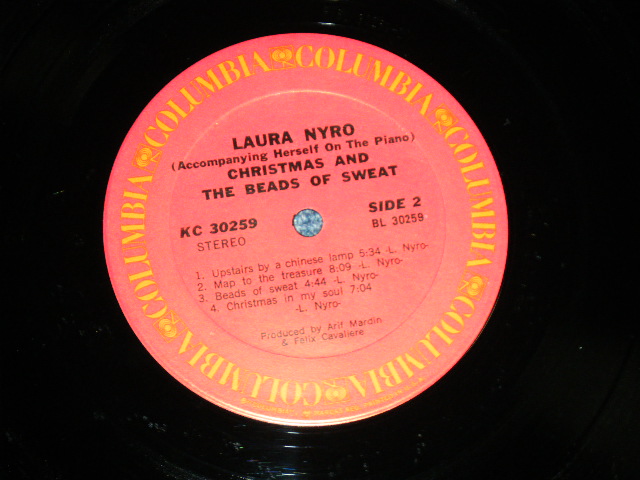 COLUMBIA COLUMBIA COLUMBIA COLUMBIA COLUMBIA COLUMBIA
LAURA NYRO
(Accompanying Herself On The Piano)
CHRISTMAS AND
THE BEADS OF SWEAT
KC 30259
STEREO
SIDE 2
BL 30259
1. Upstairs by a chinese lamp 5:34 -L. Nyro-
2. Map to the treasure 8:09 -L. Nyro-
3. Beads of sweat 4:44 -L. Nyro-
4. Christmas in my soul 7:04
-L. Nyro-
Produced by Arif Mardin
& Felix Cavaliere